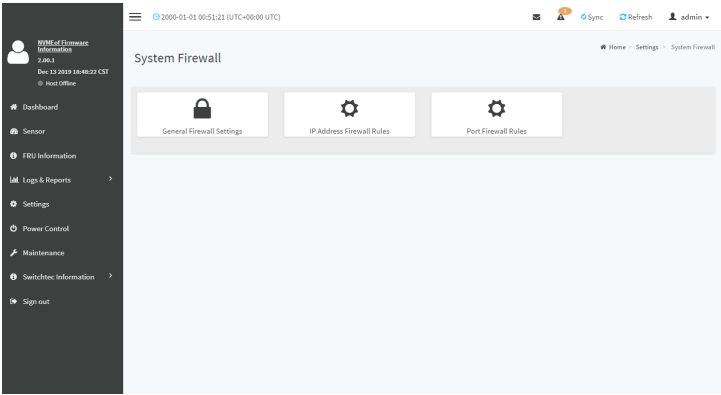 2000-01-01 00:51:21 (UTC+00:00 UTC)
Sync
Refresh
admin
NVMEof Firmware
Information
2.00.1
Dec 13 2019 18:48:22 CST
Host Offline
Dashboard
Sensor
FRU Information
Logs & Reports
Settings
Power Control
Maintenance
Switchtec Information
Sign out
System Firewall
Home > Settings > System Firewall
General Firewall Settings
IP Address Firewall Rules
Port Firewall Rules